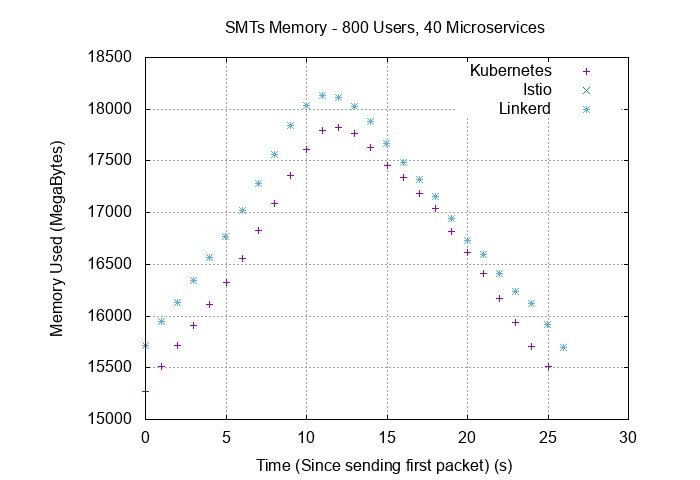 SMTs Memory - 800 Users, 40 Microservices
18500
18000
17500
17000
16500
16000
15500
15000
Memory Used (MegaBytes)
Kubernetes
Istio
Linkerd
0 5 10 15 20 25 30
Time (Since sending first packet) (s)